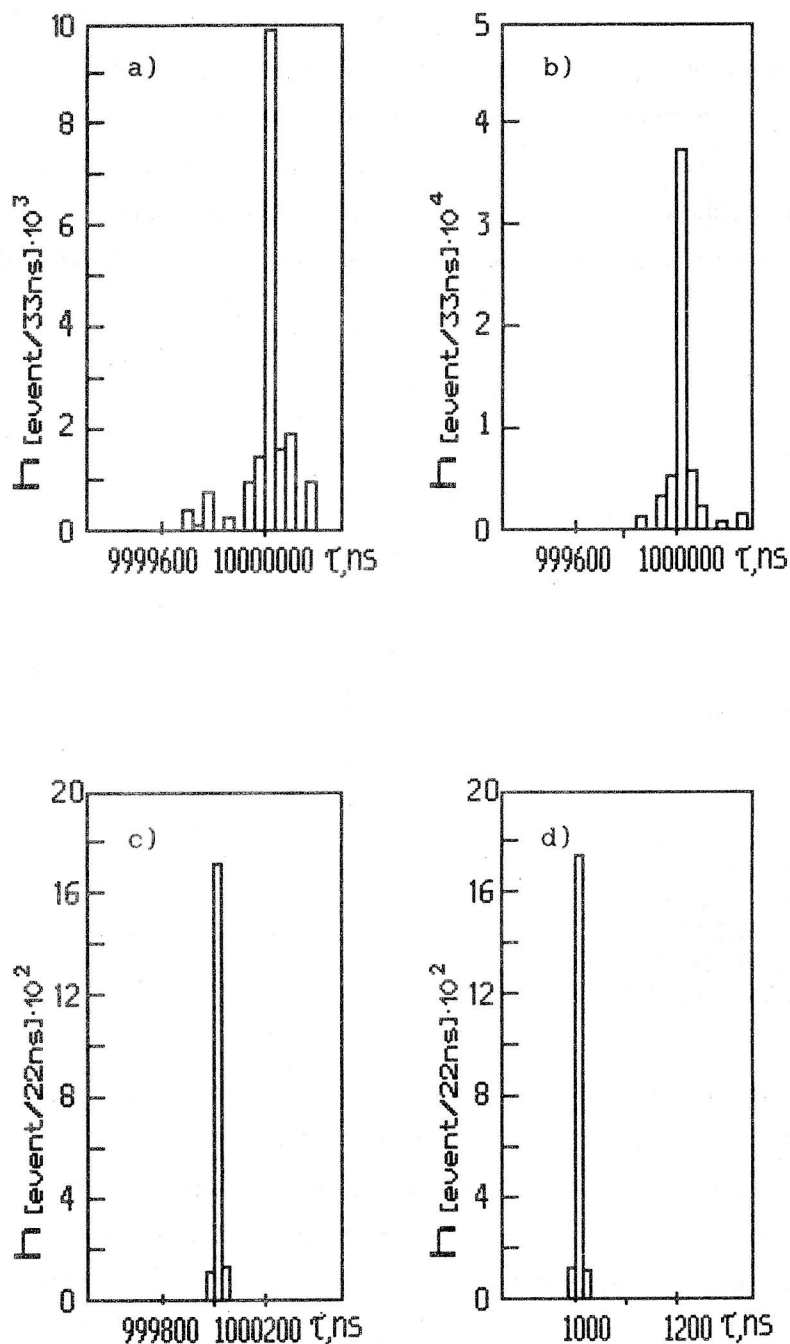 a)
10
8
6
4
2
0
h [event/33ns]·10³
9999600 10000000 τ,ns
b)
5
4
3
2
1
0
h [event/33ns]·10⁴
999600 1000000 τ,ns
c)
20
16
12
8
4
0
h [event/22ns]·10²
999800 1000200 τ,ns
d)
20
16
12
8
4
0
h [event/22ns]·10²
1000 1200 τ,ns